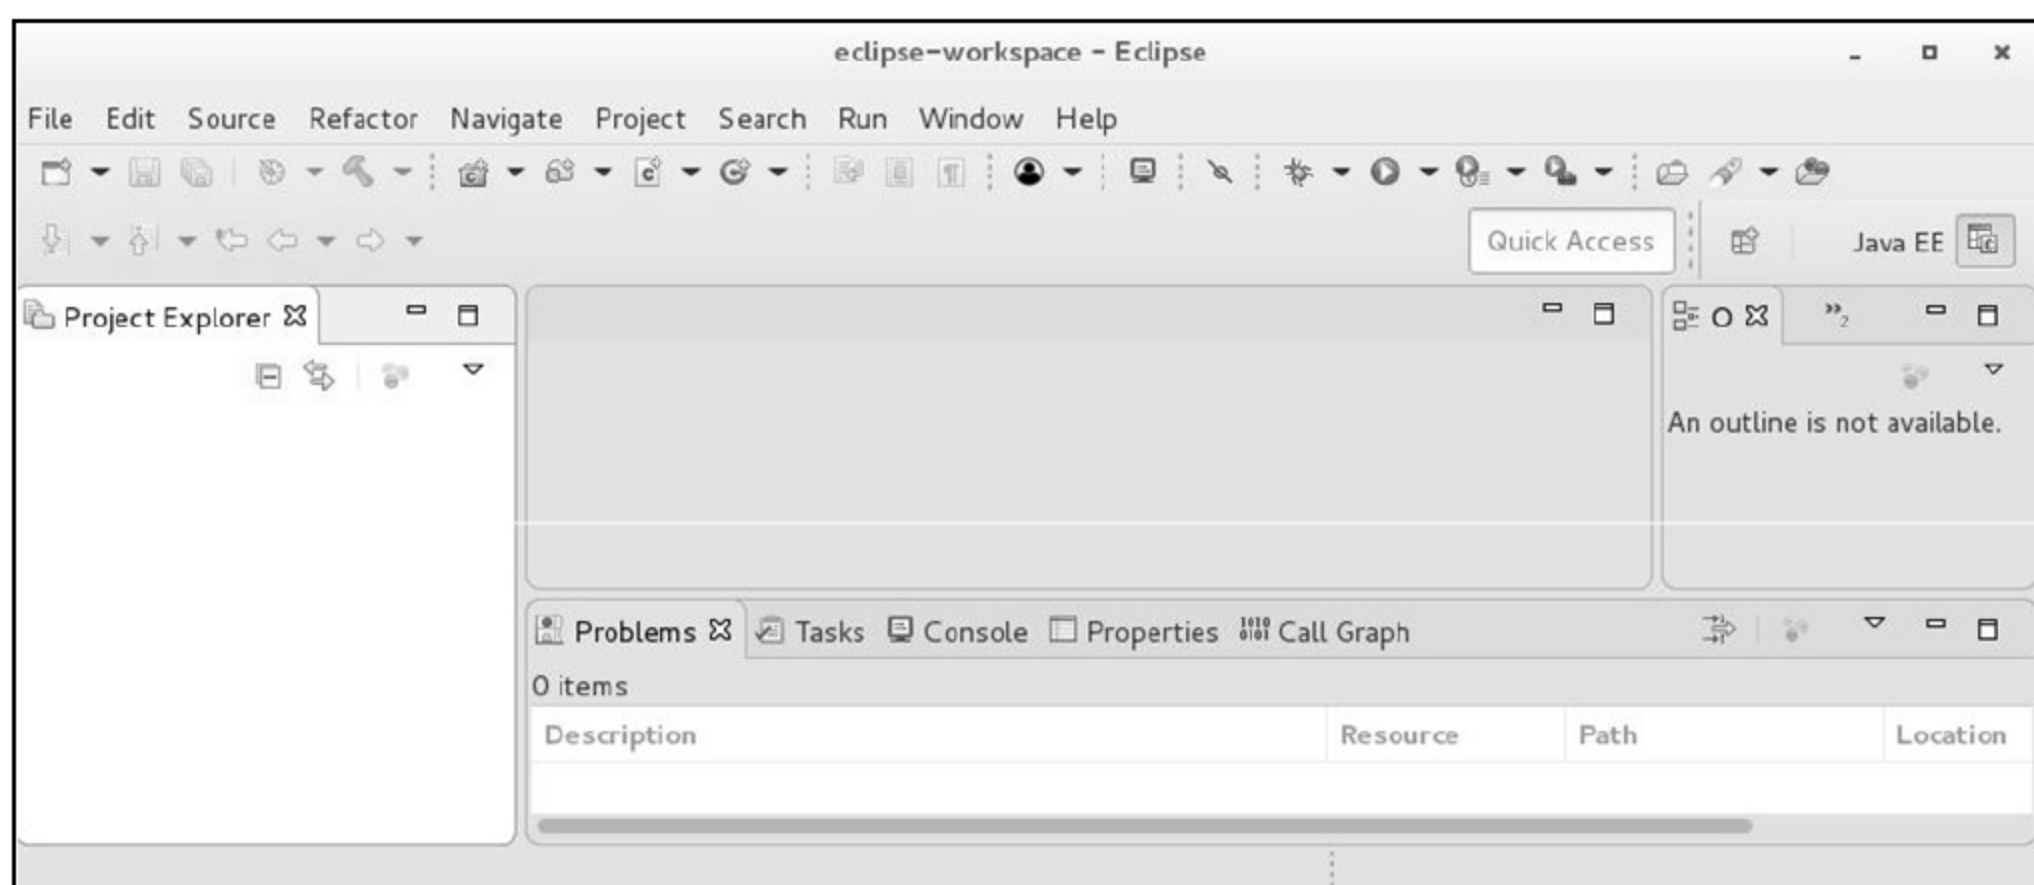 eclipse-workspace - Eclipse
File Edit Source Refactor Navigate Project Search Run Window Help
Quick Access Java EE
Project Explorer
O »2
An outline is not available.
Problems Tasks Console Properties Call Graph
0 items
Description Resource Path Location